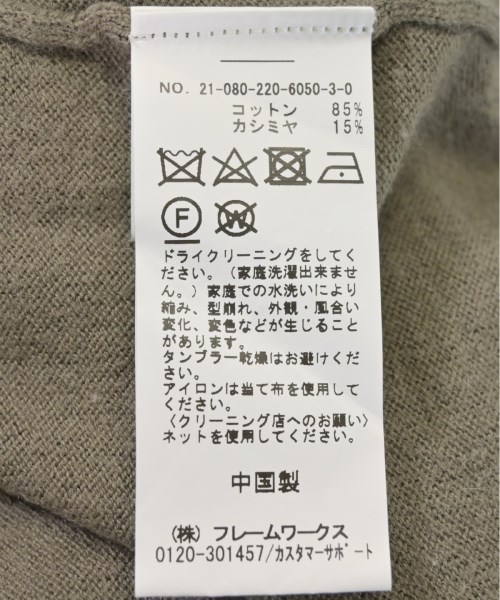 NO. 21-080-220-6050-3-0
コットン 85%
カシミヤ 15%
F W
ドライクリーニングをしてく
ださい。(家庭洗濯出来ませ
ん。)家庭での水洗いにより
縮み、型崩れ、外観・風合い
変化、変色などが生じること
があります。
タンブラー乾燥はお避けくだ
さい。
アイロンは当て布を使用して
ください。
〈クリーニング店へのお願い〉
ネットを使用してください。
中国製
(株) フレームワークス
0120-301457/カスタマーサポート